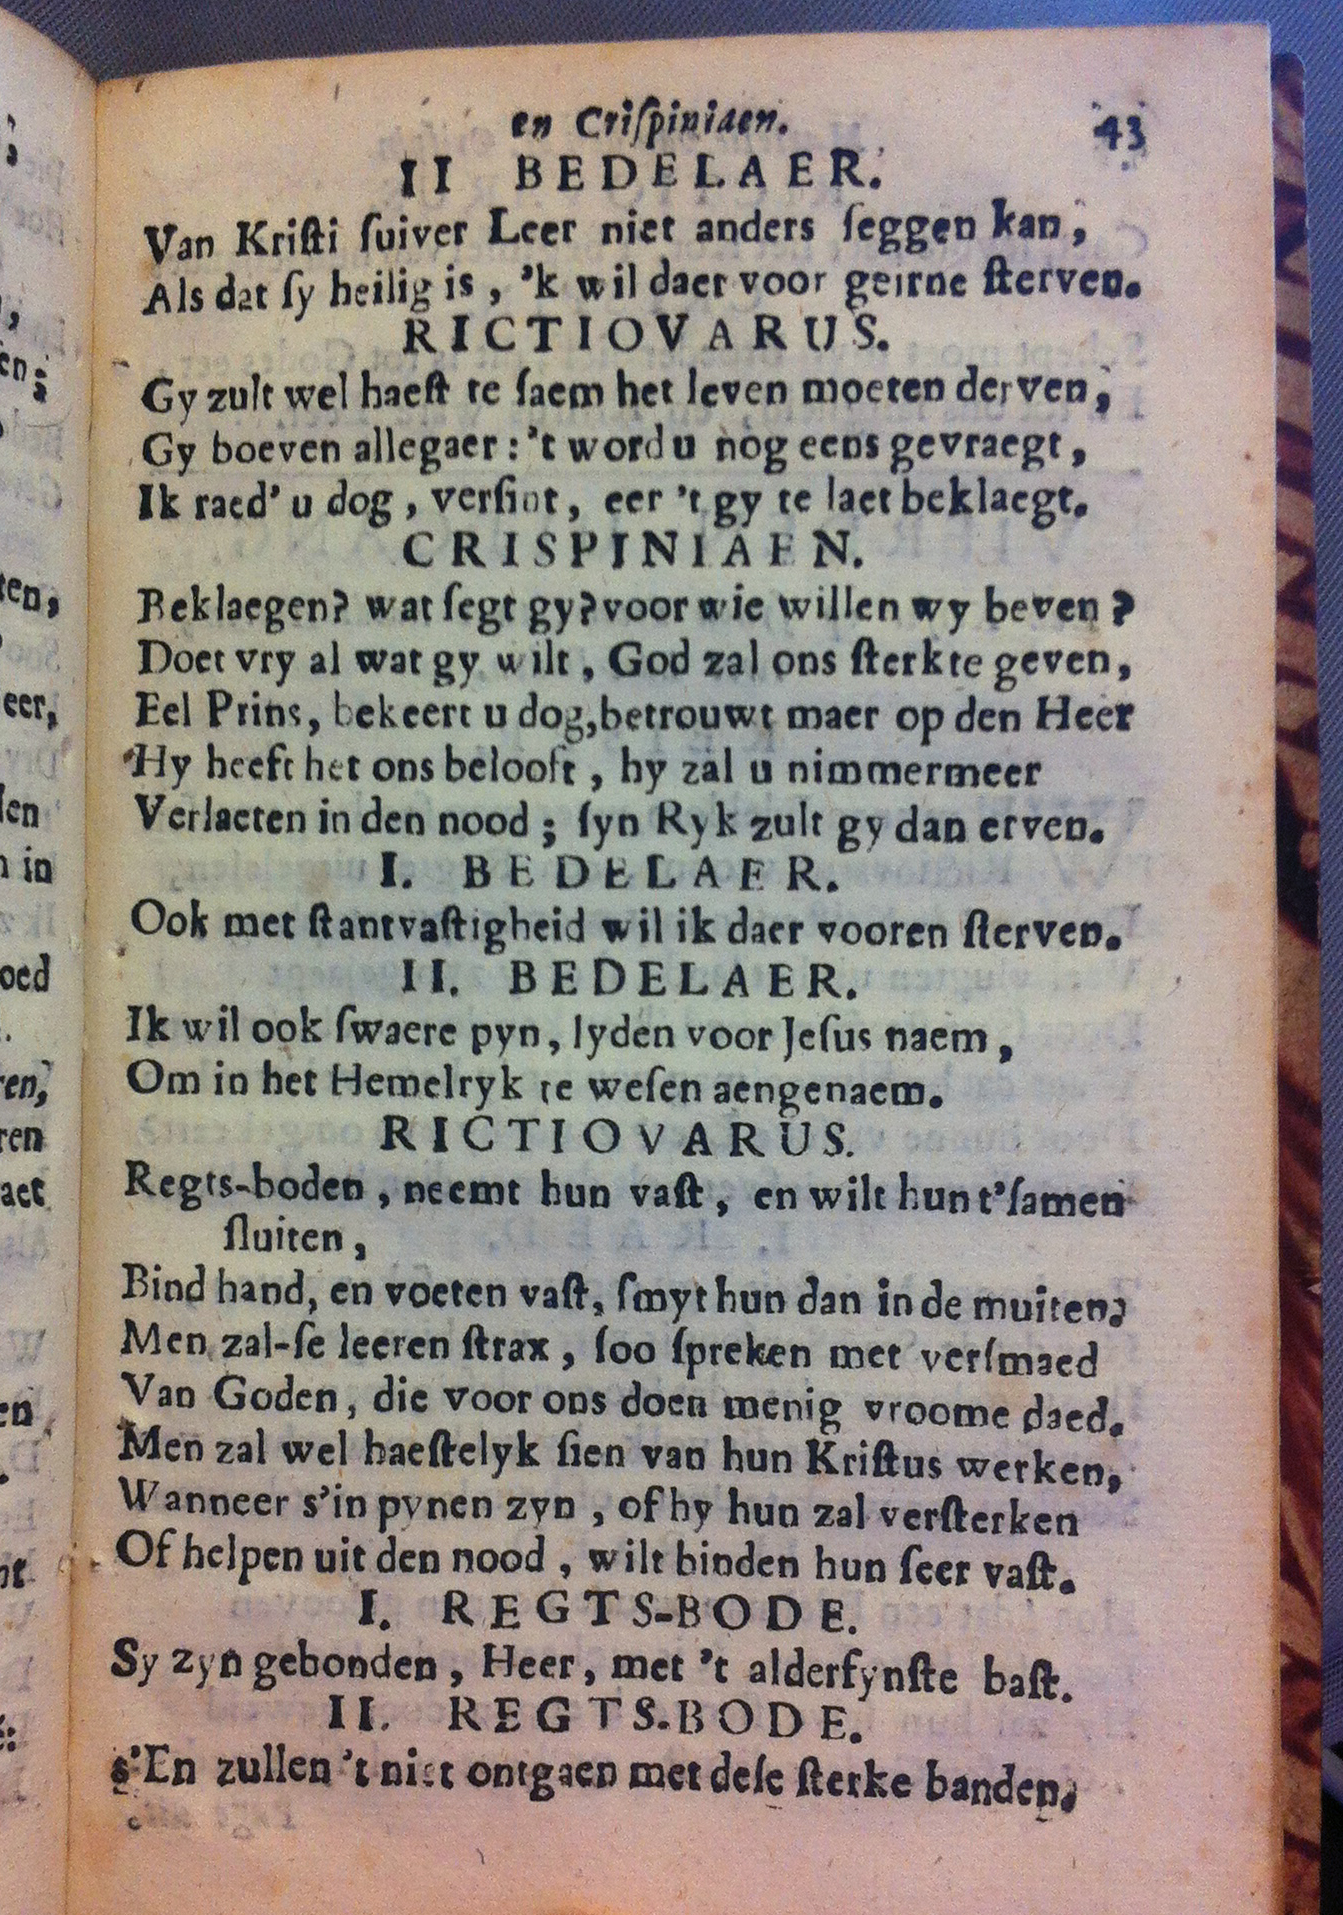 en Criſpiniaen. 43
II BEDELAER.
Van Kriſti ſuiver Leer niet anders ſeggen kan,
Als dat ſy heilig is, 'k wil daer voor geirne ſterven.
RICTIOVARUS.
Gy zult wel haeſt te ſaem het leven moeten derven,
Gy boeven allegaer: 't word u nog eens gevraegt,
Ik raed' u dog, verſint, eer 't gy te laet beklaegt.
CRISPINIAEN.
Beklaegen? wat ſegt gy? voor wie willen wy beven?
Doet vry al wat gy wilt, God zal ons ſterkte geven,
Eel Prins, bekeert u dog, betrouwt maer op den Heer
Hy heeft het ons belooft, hy zal u nimmermeer
Verlaeten in den nood; ſyn Ryk zult gy dan erven.
I. BEDELAER.
Ook met ſtantvaſtigheid wil ik daer vooren ſterven.
II. BEDELAER.
Ik wil ook ſwaere pyn, lyden voor Jeſus naem,
Om in het Hemelryk te weſen aengenaem.
RICTIOVARUS.
Regts-boden, neemt hun vaſt, en wilt hun t'ſamen
ſluiten,
Bind hand, en voeten vaſt, ſmyt hun dan in de muiten.
Men zal-ſe leeren ſtrax, ſoo ſpreken met verſmaed
Van Goden, die voor ons doen menig vroome daed.
Men zal wel haeſtelyk ſien van hun Kriſtus werken,
Wanneer s'in pynen zyn, of hy hun zal verſterken
Of helpen uit den nood, wilt binden hun ſeer vaſt.
I. REGTS-BODE.
Sy zyn gebonden, Heer, met 't alderfynſte baſt.
II. REGTS-BODE.
s'En zullen 't niet ontgaen met deſe ſterke banden.